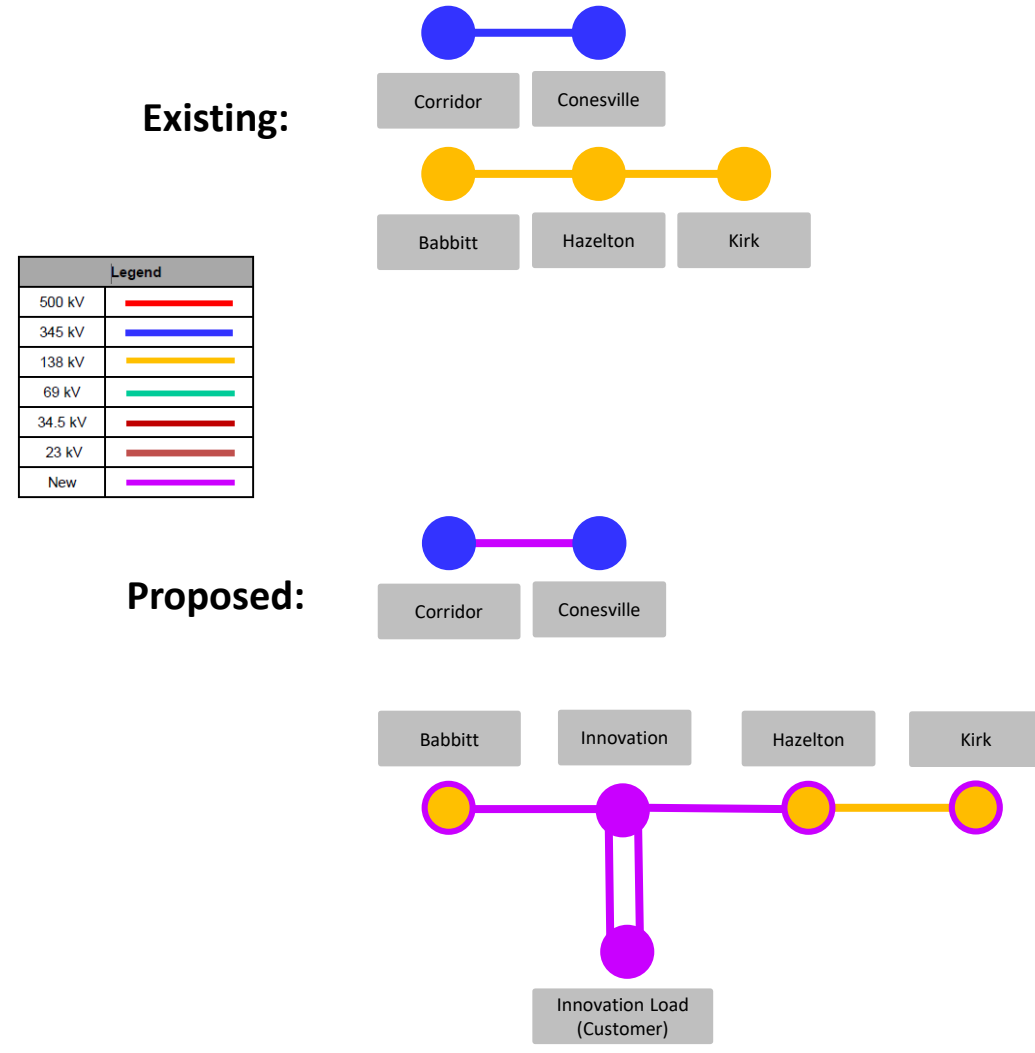 Existing:
Corridor
Conesville
Babbitt
Hazelton
Kirk
Legend
500 kV
345 kV
138 kV
69 kV
34.5 kV
23 kV
New
Proposed:
Corridor
Conesville
Babbitt
Innovation
Hazelton
Kirk
Innovation Load
(Customer)